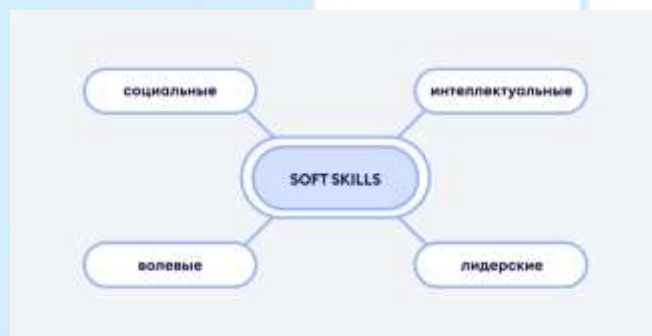 социальные
интеллектуальные
SOFT SKILLS
волевые
лидерские